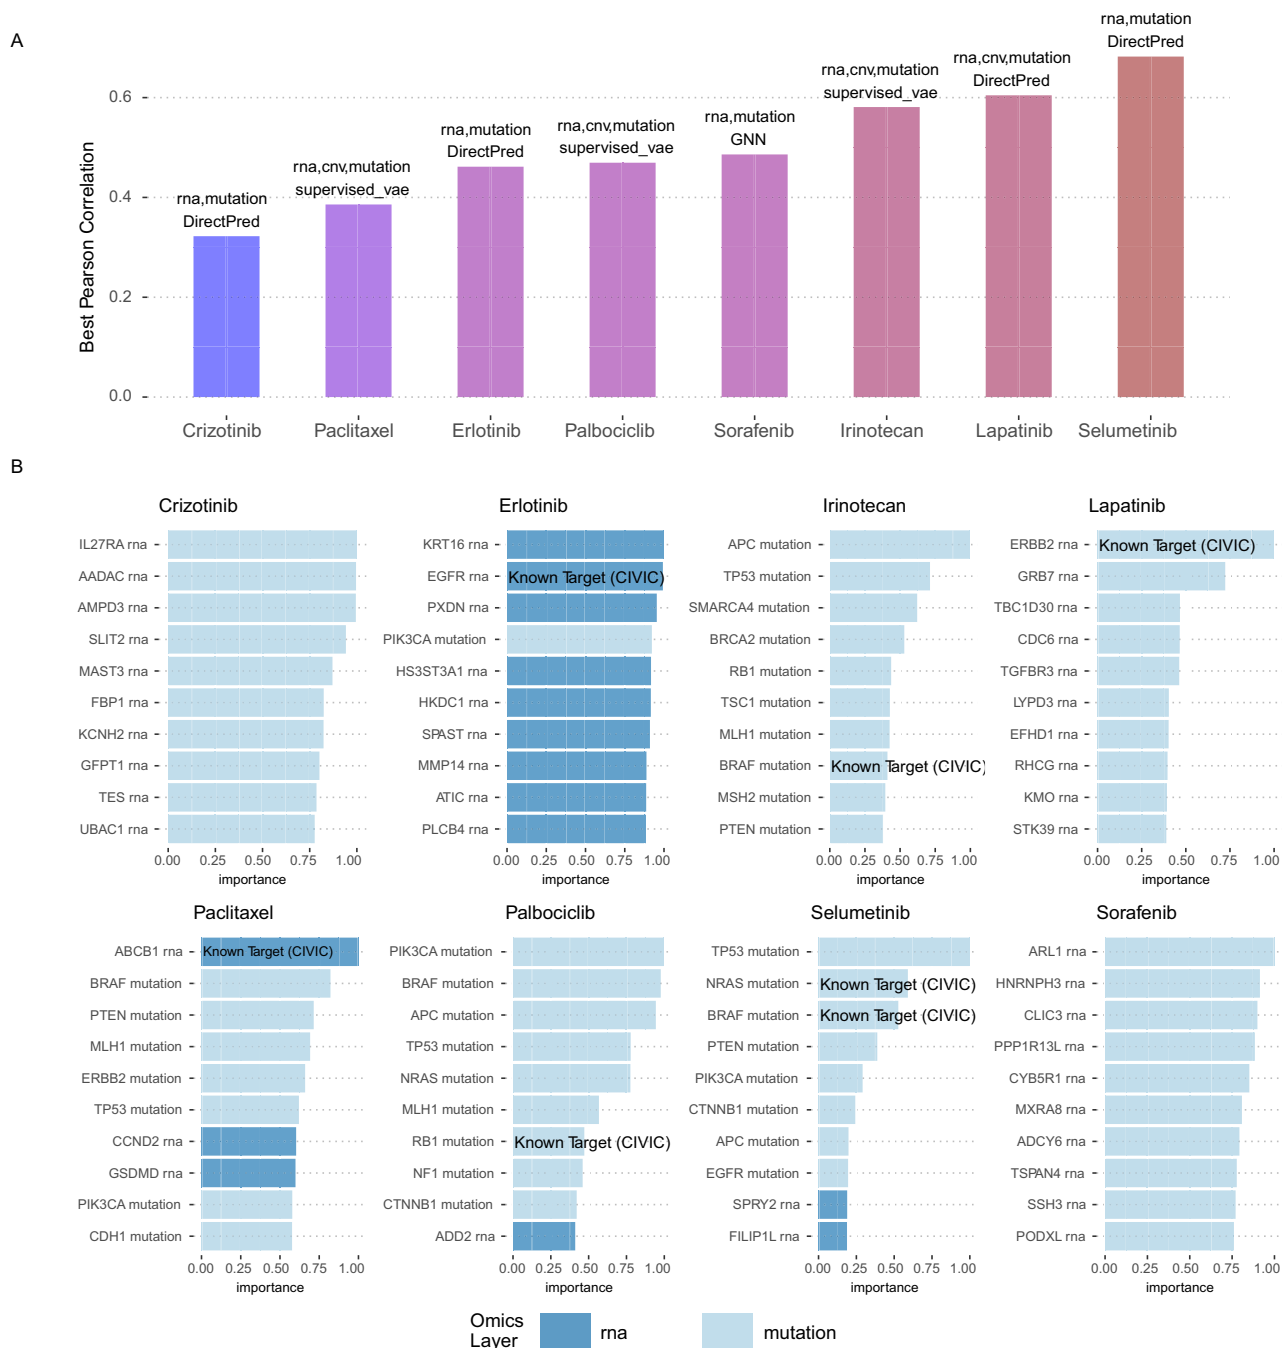 A
Best Pearson Correlation
0.6
0.4
0.2
0.0
rna,mutation
DirectPred
rna,cnv,mutation
supervised_vae
rna,mutation
DirectPred
rna,cnv,mutation
supervised_vae
rna,mutation
GNN
rna,cnv,mutation
supervised_vae
rna,cnv,mutation
DirectPred
rna,mutation
DirectPred
Crizotinib
Paclitaxel
Erlotinib
Palbociclib
Sorafenib
Irinotecan
Lapatinib
Selumetinib
B
Crizotinib
IL27RA rna
AADAC rna
AMPD3 rna
SLIT2 rna
MAST3 rna
FBP1 rna
KCNH2 rna
GFPT1 rna
TES rna
UBAC1 rna
0.00 0.25 0.50 0.75 1.00
importance
Erlotinib
KRT16 rna
EGFR rna Known Target (CIVIC)
PXDN rna
PIK3CA mutation
HS3ST3A1 rna
HKDC1 rna
SPAST rna
MMP14 rna
ATIC rna
PLCB4 rna
0.00 0.25 0.50 0.75 1.00
importance
Irinotecan
APC mutation
TP53 mutation
SMARCA4 mutation
BRCA2 mutation
RB1 mutation
TSC1 mutation
MLH1 mutation
BRAF mutation Known Target (CIVIC)
MSH2 mutation
PTEN mutation
0.00 0.25 0.50 0.75 1.00
importance
Lapatinib
ERBB2 rna Known Target (CIVIC)
GRB7 rna
TBC1D30 rna
CDC6 rna
TGFBR3 rna
LYPD3 rna
EFHD1 rna
RHCG rna
KMO rna
STK39 rna
0.00 0.25 0.50 0.75 1.00
importance
Paclitaxel
ABCB1 rna Known Target (CIVIC)
BRAF mutation
PTEN mutation
MLH1 mutation
ERBB2 mutation
TP53 mutation
CCND2 rna
GSDMD rna
PIK3CA mutation
CDH1 mutation
0.00 0.25 0.50 0.75 1.00
importance
Palbociclib
PIK3CA mutation
BRAF mutation
APC mutation
TP53 mutation
NRAS mutation
MLH1 mutation
RB1 mutation Known Target (CIVIC)
NF1 mutation
CTNNB1 mutation
ADD2 rna
0.00 0.25 0.50 0.75 1.00
importance
Selumetinib
TP53 mutation
NRAS mutation Known Target (CIVIC)
BRAF mutation Known Target (CIVIC)
PTEN mutation
PIK3CA mutation
CTNNB1 mutation
APC mutation
EGFR mutation
SPRY2 rna
FILIP1L rna
0.00 0.25 0.50 0.75 1.00
importance
Sorafenib
ARL1 rna
HNRNPH3 rna
CLIC3 rna
PPP1R13L rna
CYB5R1 rna
MXRA8 rna
ADCY6 rna
TSPAN4 rna
SSH3 rna
PODXL rna
0.00 0.25 0.50 0.75 1.00
importance
Omics
Layer
rna
mutation